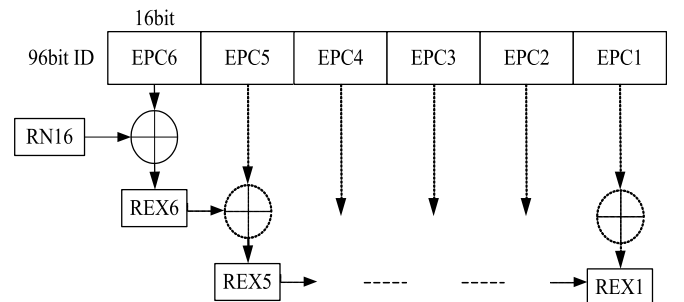 16bit
96bit ID EPC6 EPC5 EPC4 EPC3 EPC2 EPC1
RN16
REX6
REX5 REX1